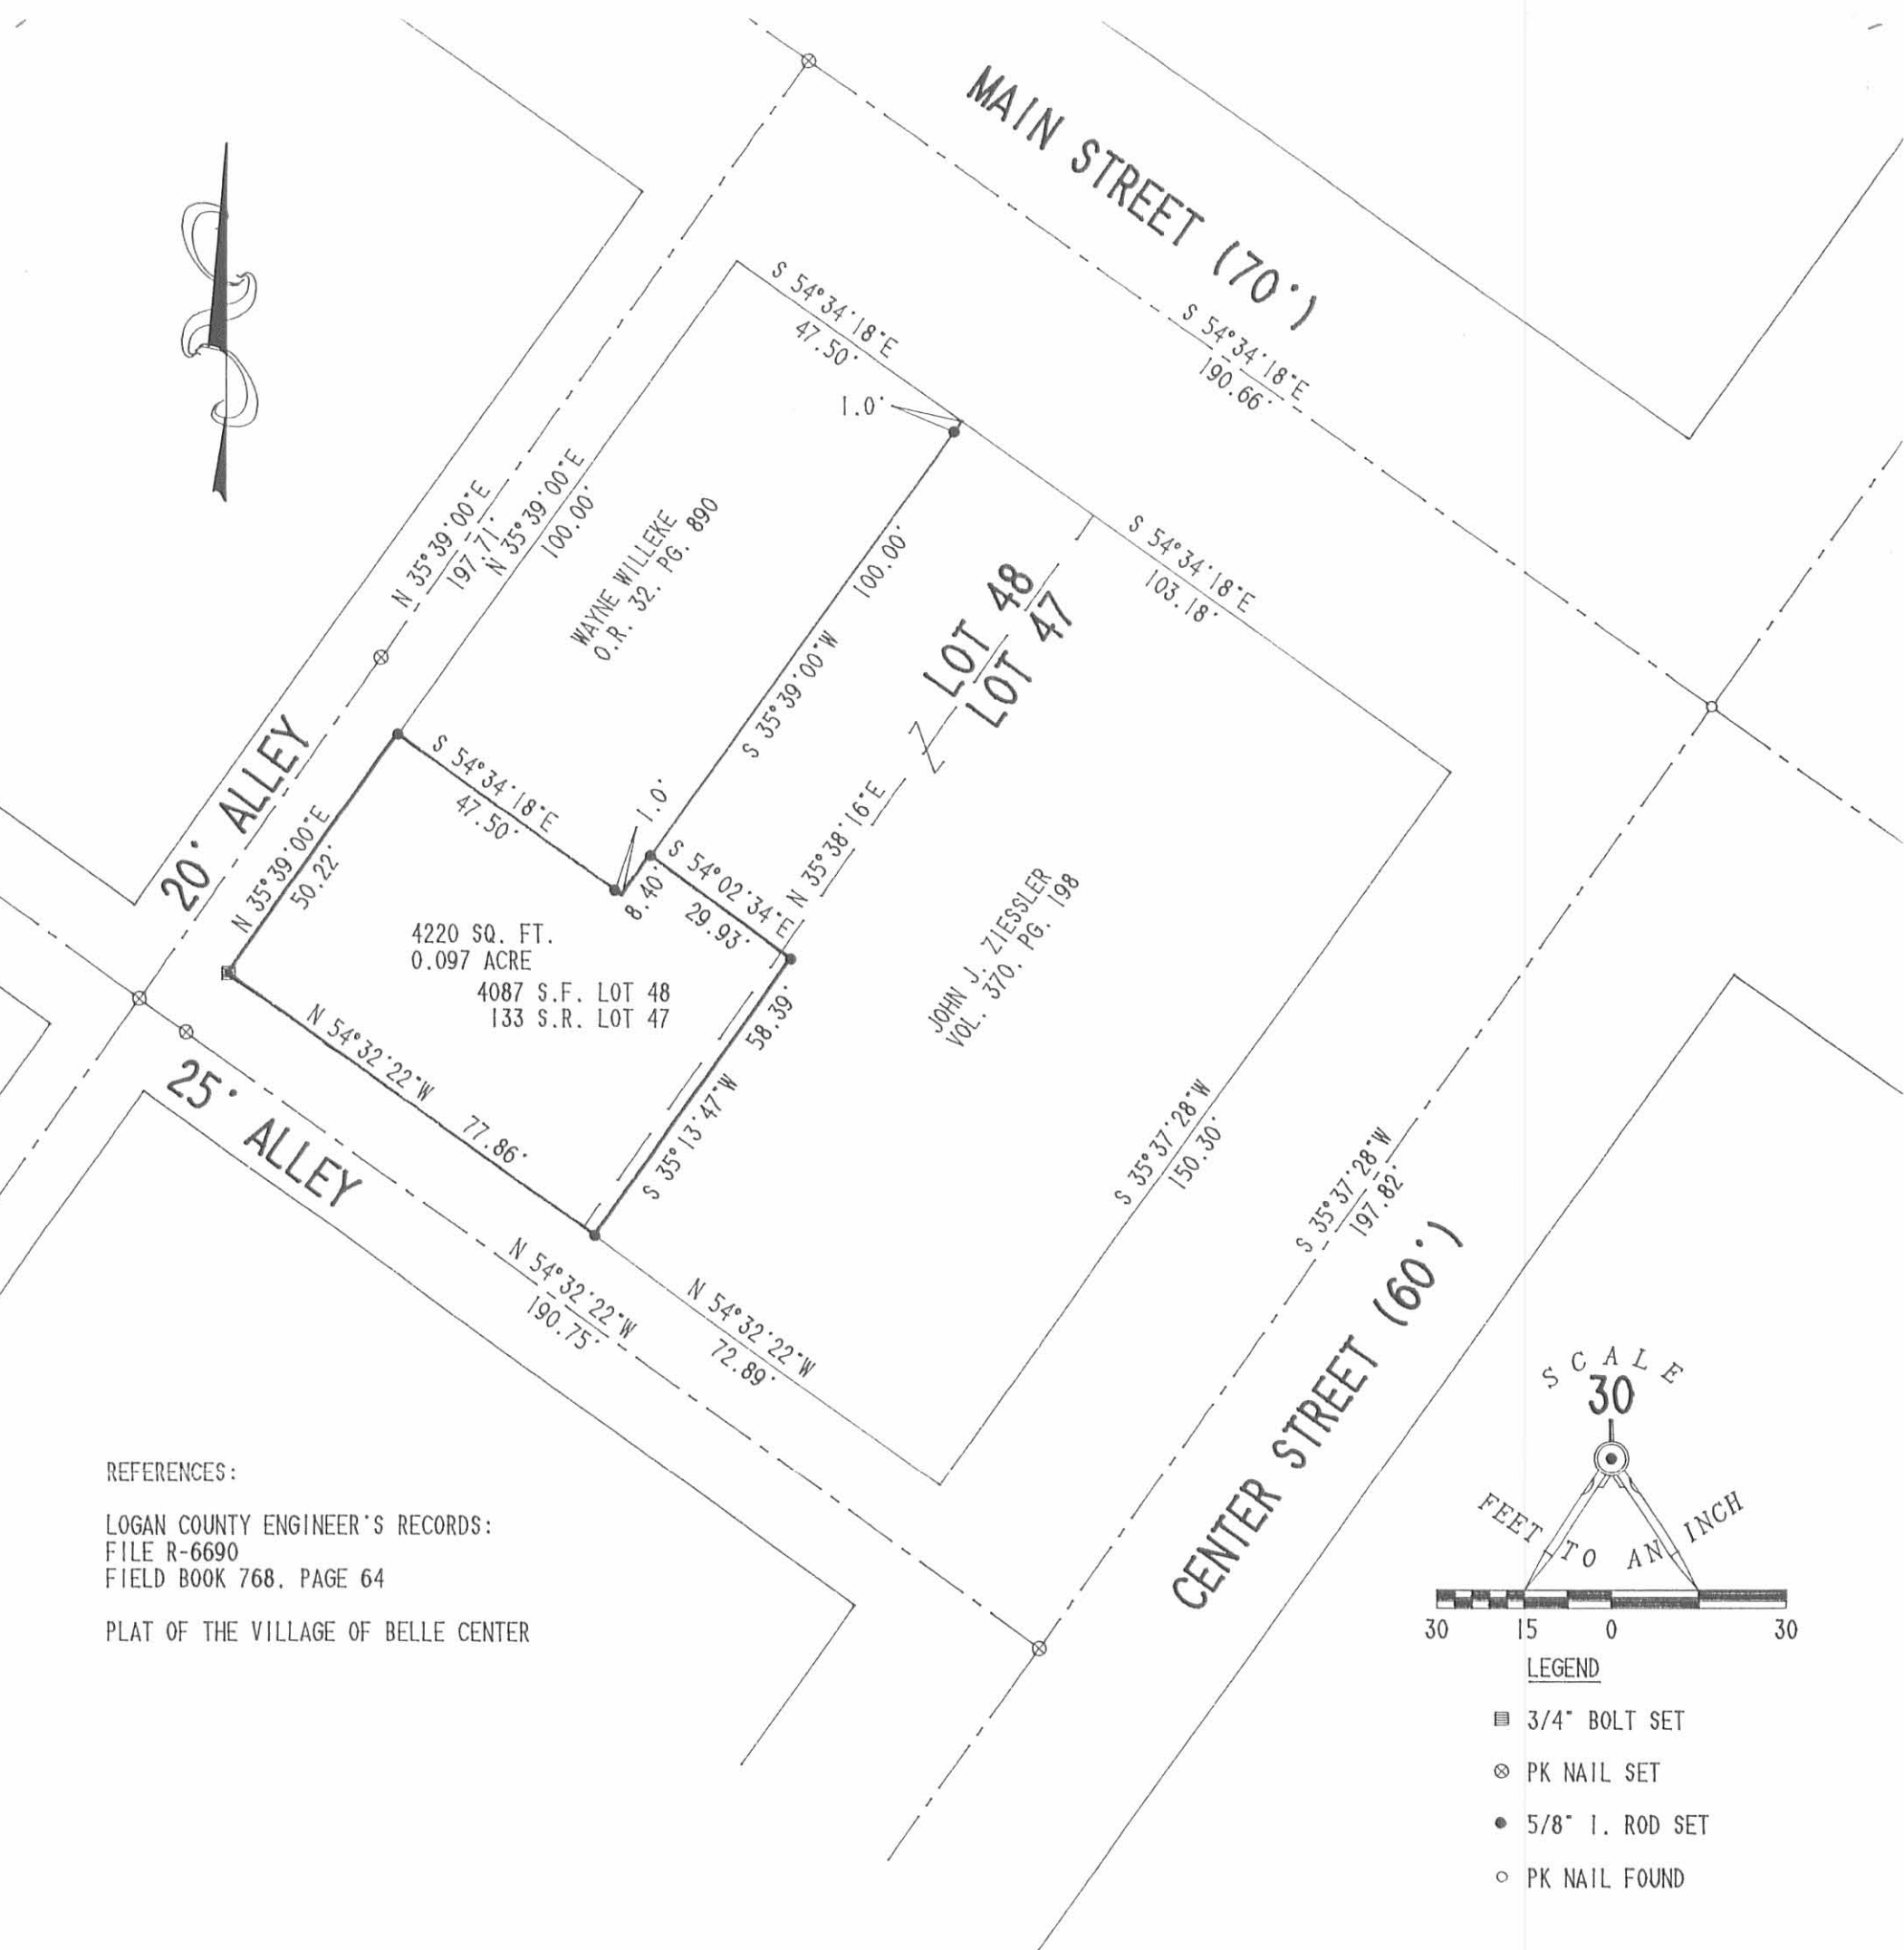 MAIN STREET (70')
S 54°34'18"E
47.50'
1.0'
S 54°34'18"E
190.66'
N 35°39'00"E
197.71'
N 35°39'00"E
100.00'
WAYNE WILLEKE
O.R. 32, PG. 890
100.00'
S 35°39'00"W
LOT 48
LOT 47
S 54°34'18"E
103.18'
20' ALLEY
S 54°34'18"E
47.50'
1.0'
N 35°38'16"E
N 35°39'00"E
50.22'
8.40'
S 54°02'34"E
29.93'
JOHN J. ZIESSLER
VOL. 370, PG. 198
4220 SQ. FT.
0.097 ACRE
4087 S.F. LOT 48
133 S.R. LOT 47
58.39'
S 35°13'47"W
N 54°32'22"W
77.86'
25' ALLEY
S 35°37'28"W
150.30'
S 35°37'28"W
197.82'
N 54°32'22"W
190.75'
N 54°32'22"W
72.89'
CENTER STREET (60')
REFERENCES:
LOGAN COUNTY ENGINEER'S RECORDS:
FILE R-6690
FIELD BOOK 768, PAGE 64
PLAT OF THE VILLAGE OF BELLE CENTER
SCALE
30
FEET TO AN INCH
30 15 0 30
LEGEND
3/4" BOLT SET
PK NAIL SET
5/8" I. ROD SET
PK NAIL FOUND